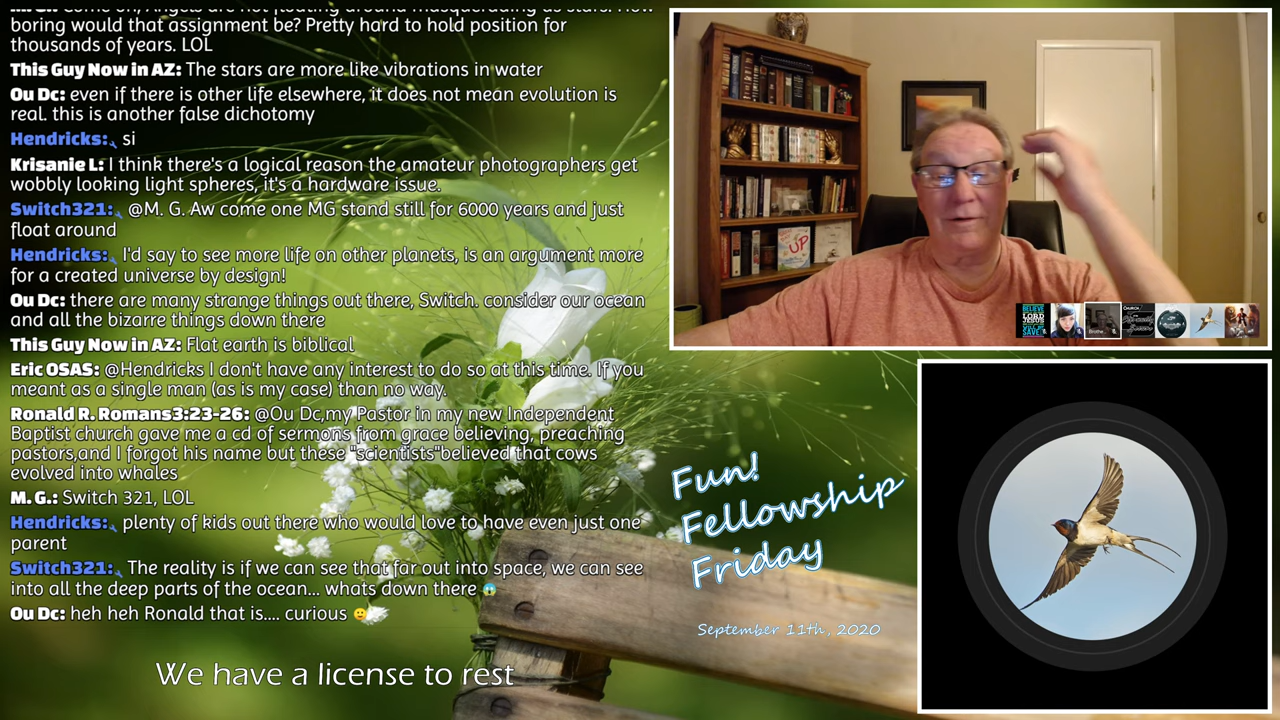 M. G.: Come on, Angels are not floating around masquerading as stars. How
boring would that assignment be? Pretty hard to hold position for
thousands of years. LOL
This Guy Now in AZ: The stars are more like vibrations in water
Ou Dc: even if there is other life elsewhere, it does not mean evolution is
real. this is another false dichotomy
Hendricks: si
Krisanie L: I think there's a logical reason the amateur photographers get
wobbly looking light spheres, it's a hardware issue.
Switch321: @M. G. Aw come one MG stand still for 6000 years and just
float around
Hendricks: I'd say to see more life on other planets, is an argument more
for a created universe by design!
Ou Dc: there are many strange things out there, Switch. consider our ocean
and all the bizarre things down there
This Guy Now in AZ: Flat earth is biblical
Eric OSAS: @Hendricks I don't have any interest to do so at this time. If you
meant as a single man (as is my case) than no way.
Ronald R. Romans3:23-26: @Ou Dc,my Pastor in my new Independent
Baptist church gave me a cd of sermons from grace believing, preaching
pastors,and I forgot his name but these "scientists"believed that cows
evolved into whales
M. G.: Switch 321, LOL
Hendricks: plenty of kids out there who would love to have even just one
parent
Switch321: The reality is if we can see that far out into space, we can see
into all the deep parts of the ocean... whats down there 😱
Ou Dc: heh heh Ronald that is.... curious
We have a license to rest
UP
BELIEVE
LORD
JESUS
SAVE
Fun!
Fellowship
Friday
September 11th, 2020